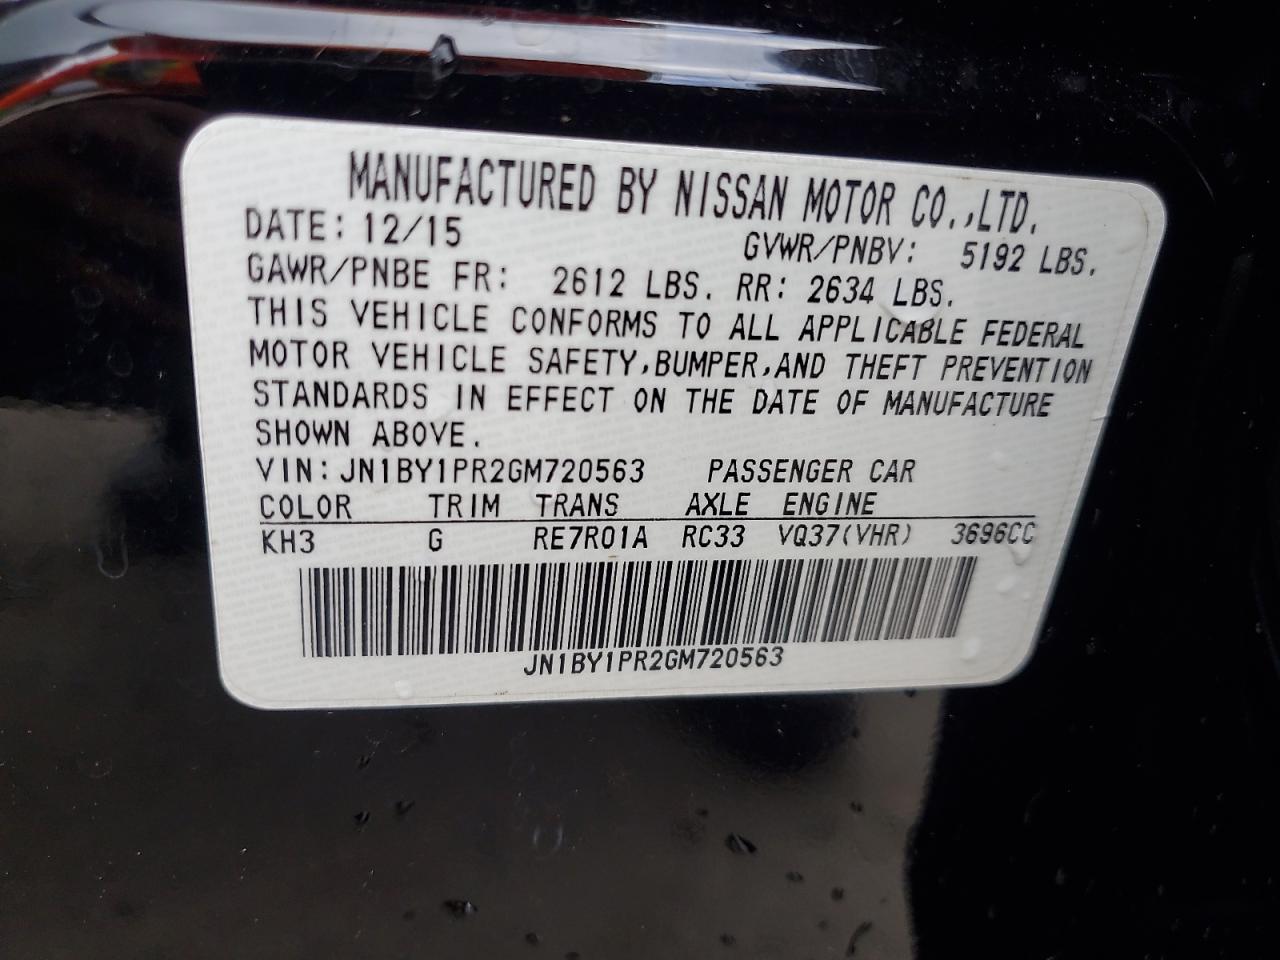 MANUFACTURED BY NISSAN MOTOR CO.,LTD.
DATE: 12/15 GVWR/PNBV: 5192 LBS.
GAWR/PNBE FR: 2612 LBS. RR: 2634 LBS.
THIS VEHICLE CONFORMS TO ALL APPLICABLE FEDERAL
MOTOR VEHICLE SAFETY,BUMPER,AND THEFT PREVENTION
STANDARDS IN EFFECT ON THE DATE OF MANUFACTURE
SHOWN ABOVE.
VIN: JN1BY1PR2GM720563 PASSENGER CAR
COLOR TRIM TRANS AXLE ENGINE
KH3 G RE7R01A RC33 VQ37(VHR) 3696CC
JN1BY1PR2GM720563